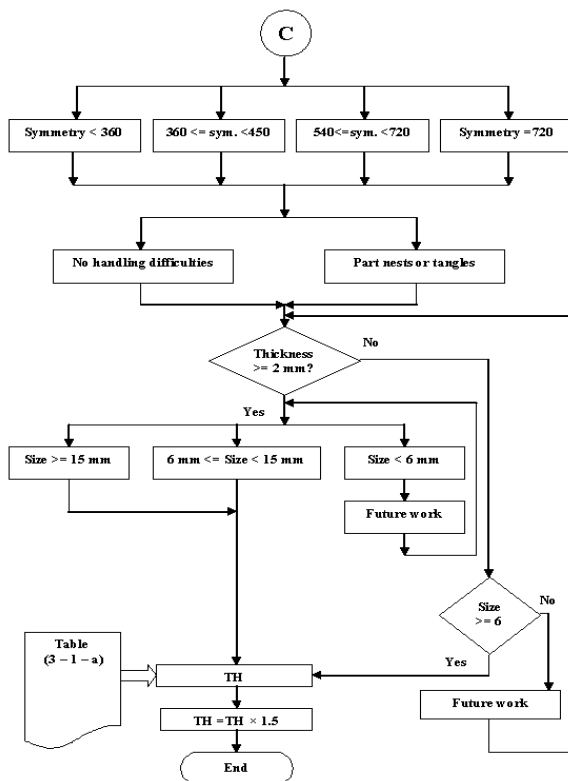 C
Symmetry < 360
360 <= sym. <450
540<=sym. <720
Symmetry =720
No handling difficulties
Part nests or tangles
Thickness
>= 2 mm?
No
Yes
Size >= 15 mm
6 mm <= Size < 15 mm
Size < 6 mm
Future work
Size
>= 6
No
Yes
Table
(3 – 1 – a)
TH
Future work
TH = TH × 1.5
End